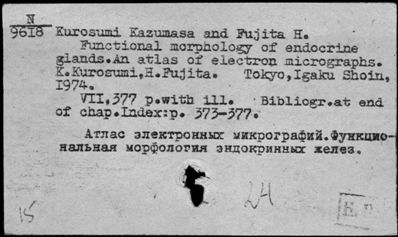 N
9618
Kurosumi Kazumasa and Fujita H.
Functional morphology of endocrine
glands.An atlas of electron micrographs.
K.Kurosumi,H.Fujita. Tokyo,Igaku Shoin,
1974.
VII,377 p.with ill. Bibliogr.at end
of chap.Index:p. 373-377.
Атлас электронных микрографий.Функцио-
нальная морфология эндокринных желез.
24
15